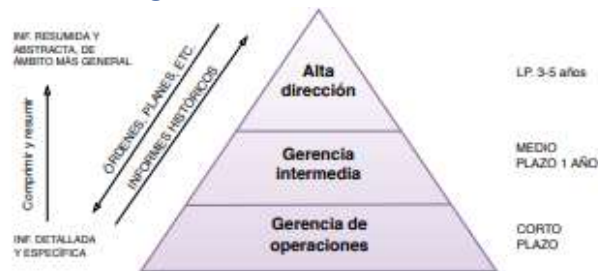 INF. RESUMIDA Y
ABSTRACTA, DE
ÁMBITO MÁS GENERAL
Comprimir y resumir
INF. DETALLADA
Y ESPECÍFICA
ÓRDENES, PLANES, ETC.
INFORMES HISTÓRICOS
Alta
dirección
Gerencia
intermedia
Gerencia de
operaciones
LP. 3-5 años
MEDIO
PLAZO 1 AÑO
CORTO
PLAZO